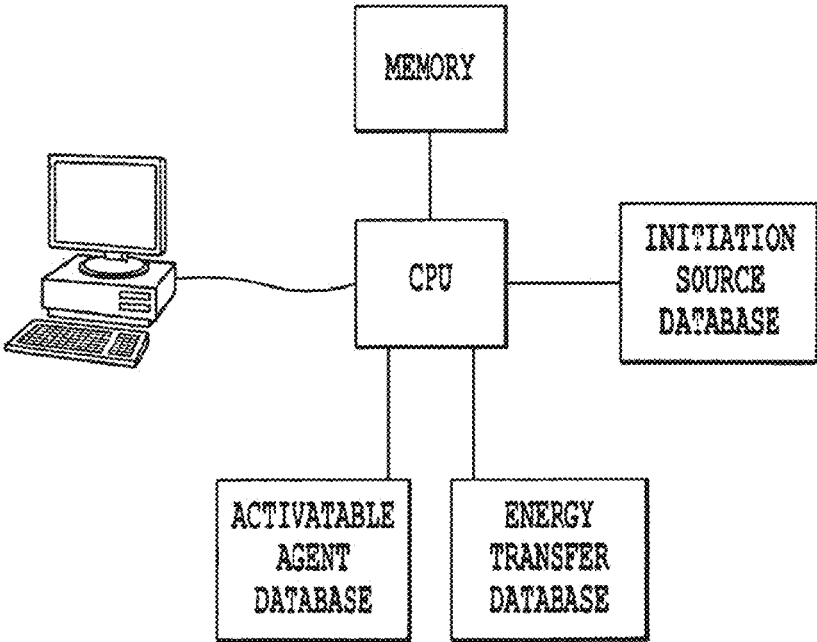 MEMORY
CPU
INITIATION
SOURCE
DATABASE
ACTIVATABLE
AGENT
DATABASE
ENERGY
TRANSFER
DATABASE